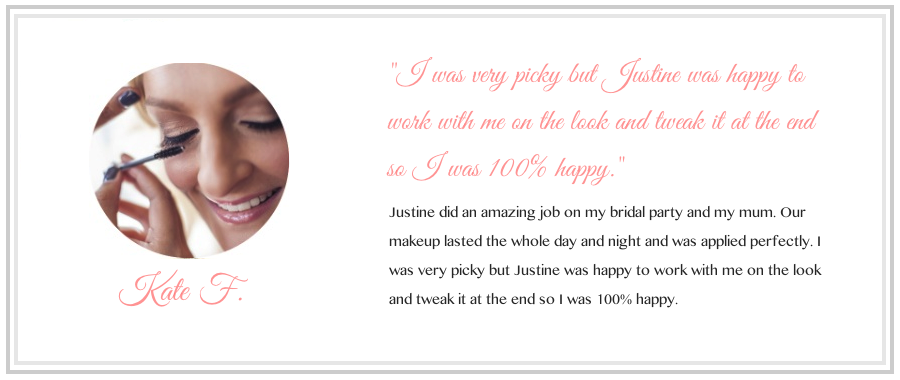 "I was very picky but Justine was happy to
work with me on the look and tweak it at the end
so I was 100% happy."
Justine did an amazing job on my bridal party and my mum. Our
makeup lasted the whole day and night and was applied perfectly. I
was very picky but Justine was happy to work with me on the look
and tweak it at the end so I was 100% happy.
Kate F.